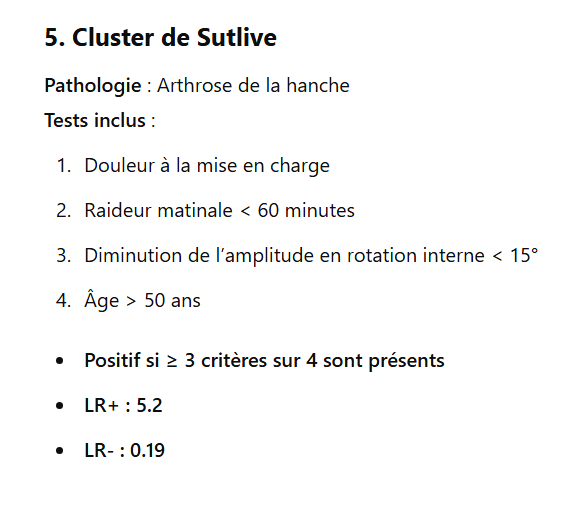 5. Cluster de Sutlive
Pathologie : Arthrose de la hanche
Tests inclus :
1. Douleur à la mise en charge
2. Raideur matinale < 60 minutes
3. Diminution de l’amplitude en rotation interne < 15°
4. Âge > 50 ans
• Positif si ≥ 3 critères sur 4 sont présents
• LR+ : 5.2
• LR- : 0.19